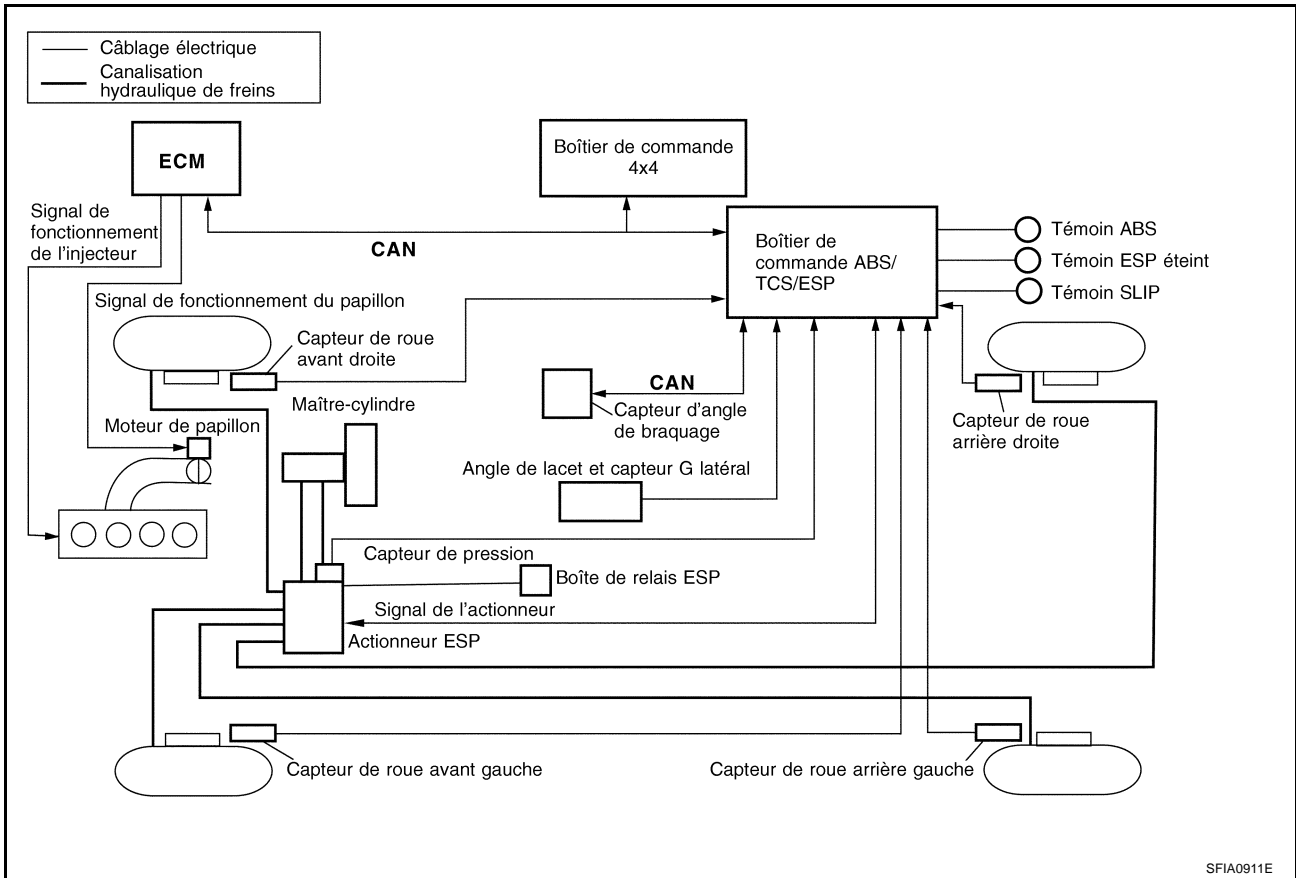 Câblage électrique
Canalisation
hydraulique de freins
ECM
Boîtier de commande
4x4
Signal de
fonctionnement
de l'injecteur
CAN
Boîtier de
commande ABS/
TCS/ESP
Témoin ABS
Témoin ESP éteint
Témoin SLIP
Signal de fonctionnement du papillon
Capteur de roue
avant droite
Maître-cylindre
CAN
Capteur d'angle
de braquage
Capteur de roue
arrière droite
Moteur de papillon
Angle de lacet et capteur G latéral
Capteur de pression
Boîte de relais ESP
Signal de l'actionneur
Actionneur ESP
Capteur de roue avant gauche
Capteur de roue arrière gauche
SFIA0911E